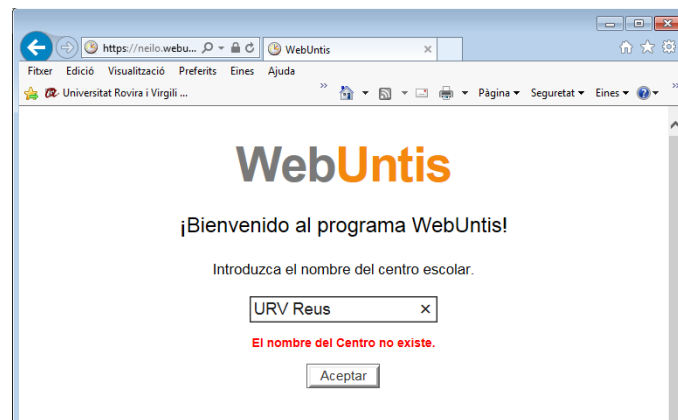 https://neilo.webu...
WebUntis
Fitxer Edició Visualització Preferits Eines Ajuda
Universitat Rovira i Virgili ... » Pàgina Seguretat Eines »
WebUntis
¡Bienvenido al programa WebUntis!
Introduzca el nombre del centro escolar.
URV Reus
El nombre del Centro no existe.
Aceptar